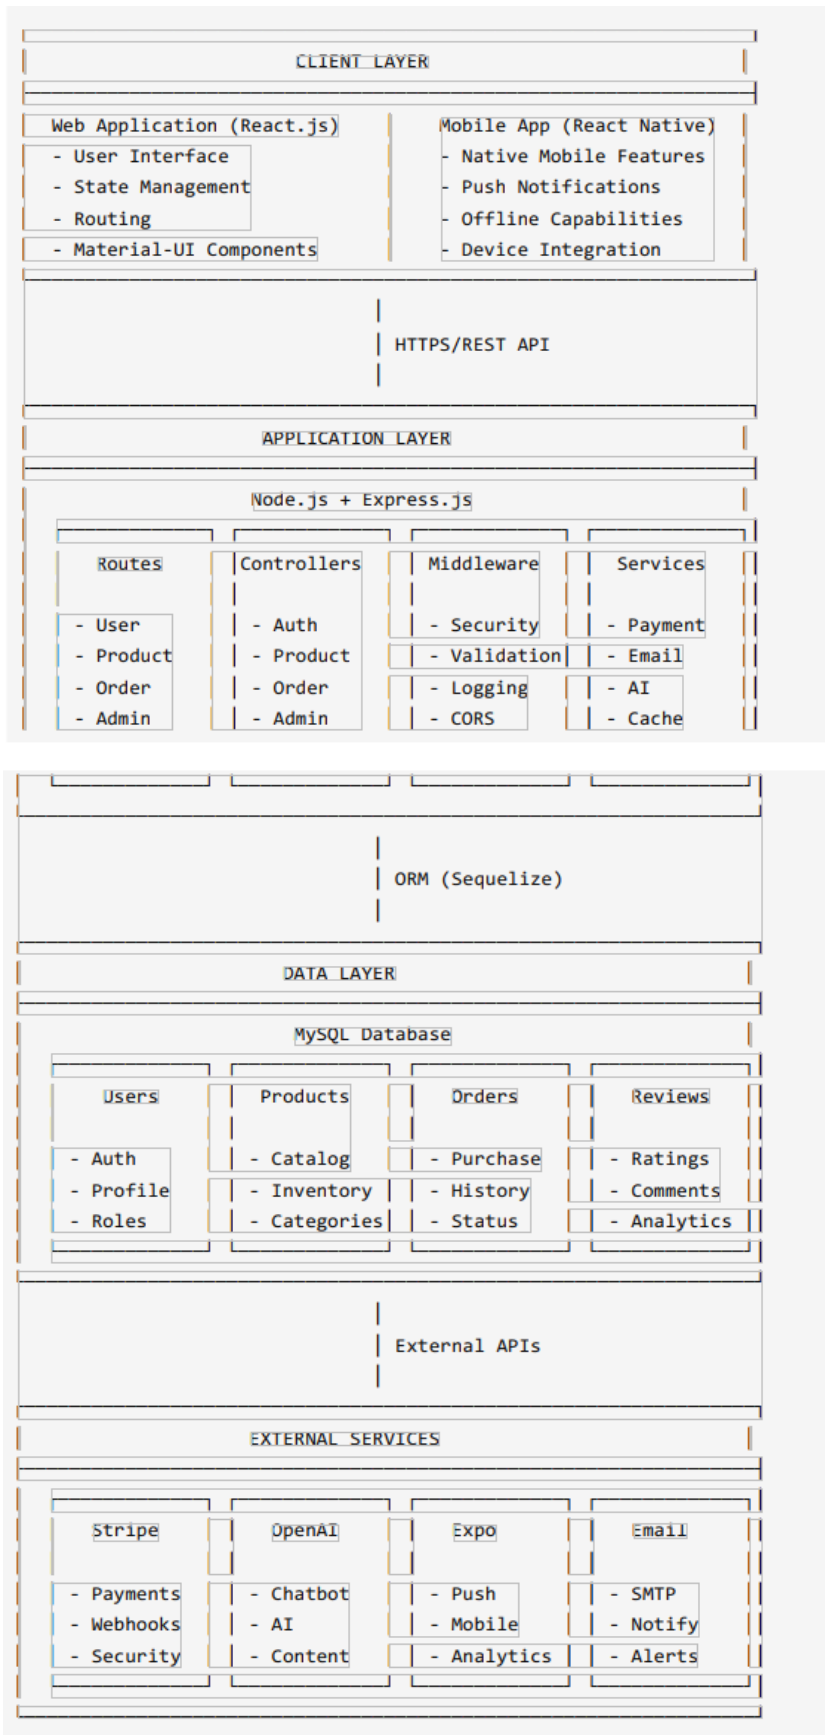 CLIENT LAYER
Web Application (React.js) Mobile App (React Native)
- User Interface - Native Mobile Features
- State Management - Push Notifications
- Routing - Offline Capabilities
- Material-UI Components - Device Integration
HTTPS/REST API
APPLICATION LAYER
Node.js + Express.js
Routes Controllers Middleware Services
- User - Auth - Security - Payment
- Product - Product - Validation - Email
- Order - Order - Logging - AI
- Admin - Admin - CORS - Cache
ORM (Sequelize)
DATA LAYER
MySQL Database
Users Products Orders Reviews
- Auth - Catalog - Purchase - Ratings
- Profile - Inventory - History - Comments
- Roles - Categories - Status - Analytics
External APIs
EXTERNAL SERVICES
Stripe OpenAI Expo Email
- Payments - Chatbot - Push - SMTP
- Webhooks - AI - Mobile - Notify
- Security - Content - Analytics - Alerts